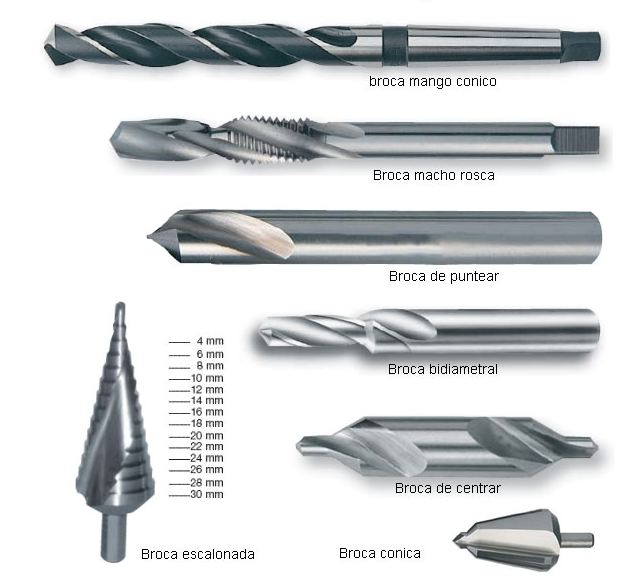 broca mango conico
Broca macho rosca
Broca de puntear
Broca bidiametral
Broca de centrar
4 mm
6 mm
8 mm
10 mm
12 mm
14 mm
16 mm
18 mm
20 mm
22 mm
24 mm
26 mm
28 mm
30 mm
Broca escalonada
Broca conica